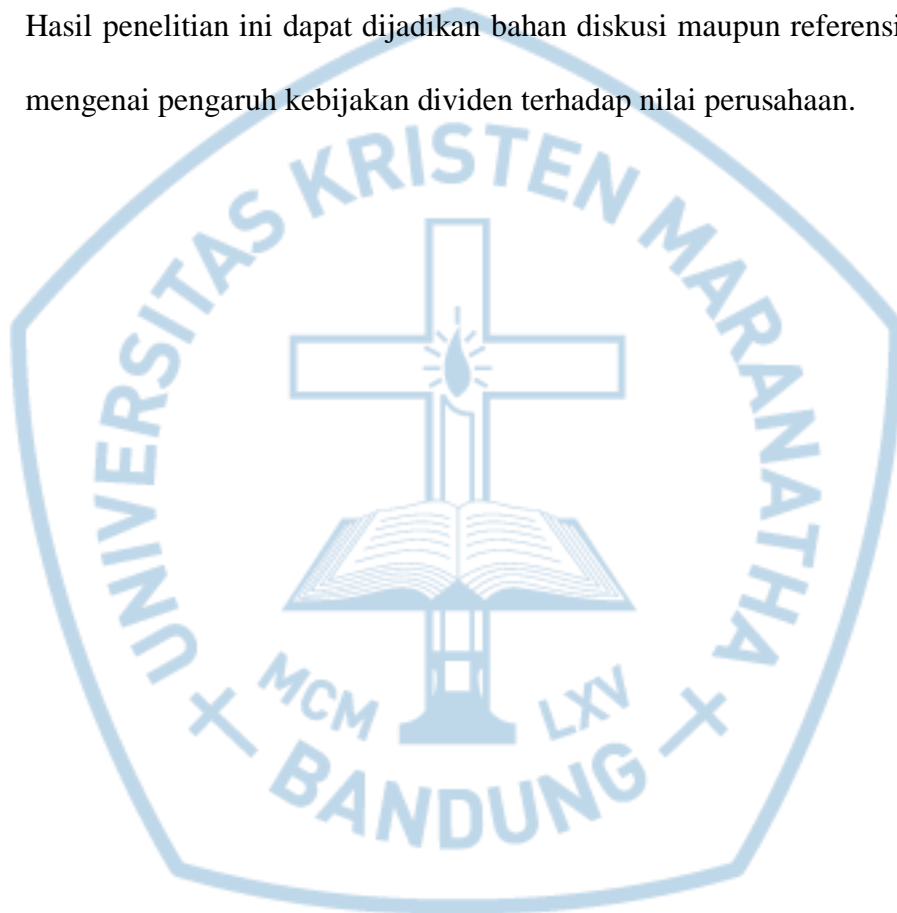 Hasil penelitian ini dapat dijadikan bahan diskusi maupun referensi
mengenai pengaruh kebijakan dividen terhadap nilai perusahaan.
UNIVERSITAS KRISTEN MARANATHA
MCM LXV
BANDUNG